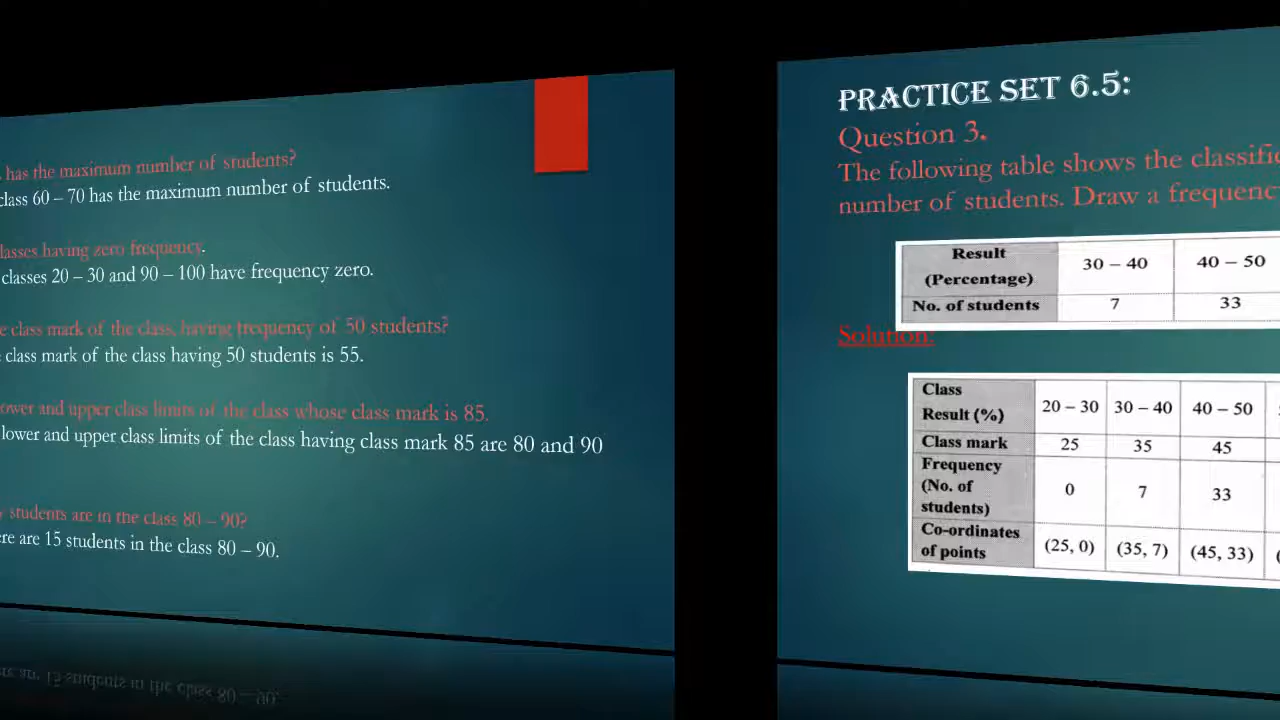 has the maximum number of students?
class 60 – 70 has the maximum number of students.
lasses having zero frequency.
classes 20 – 30 and 90 – 100 have frequency zero.
e class mark of the class, having frequency of 50 students?
class mark of the class having 50 students is 55.
ower and upper class limits of the class whose class mark is 85.
lower and upper class limits of the class having class mark 85 are 80 and 90
students are in the class 80 – 90?
ere are 15 students in the class 80 – 90.
PRACTICE SET 6.5:
Question 3.
The following table shows the classific
number of students. Draw a frequenc
Result (Percentage) 30 – 40 40 – 50
No. of students 7 33
Solution:
Class Result (%) 20 – 30 30 – 40 40 – 50
Class mark 25 35 45
Frequency (No. of students) 0 7 33
Co-ordinates of points (25, 0) (35, 7) (45, 33) (